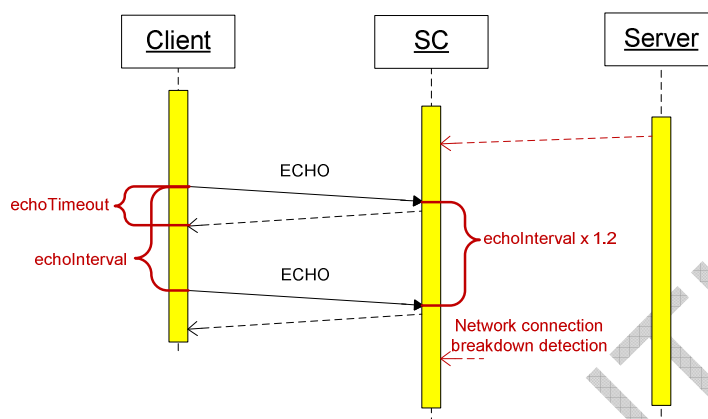 Client
SC
Server
ECHO
echoTimeout
echoInterval x 1.2
echoInterval
ECHO
Network connection
breakdown detection